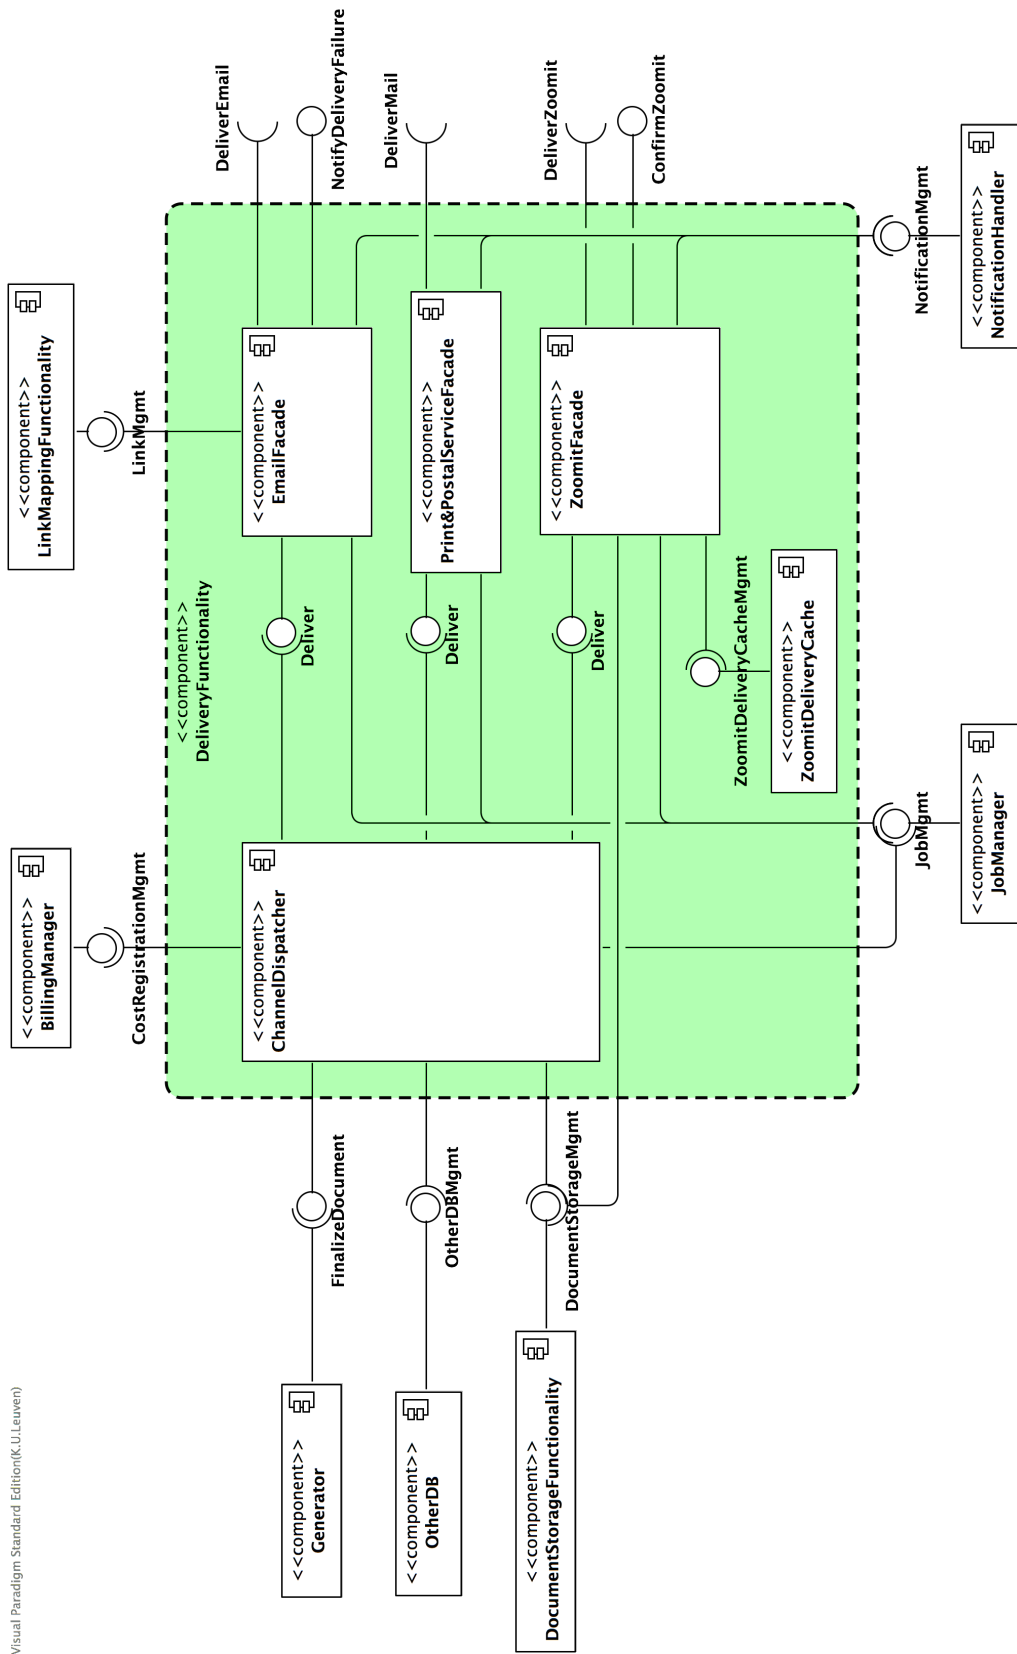 Visual Paradigm Standard Edition(K.U.Leuven)
<<component>>
BillingManager
<<component>>
LinkMappingFunctionality
CostRegistrationMgmt
LinkMgmt
<<component>>
DeliveryFunctionality
<<component>>
Generator
FinalizeDocument
<<component>>
ChannelDispatcher
Deliver
<<component>>
EmailFacade
DeliverEmail
NotifyDeliveryFailure
<<component>>
OtherDB
OtherDBMgmt
Deliver
<<component>>
Print&PostalServiceFacade
DeliverMail
<<component>>
DocumentStorageFunctionality
DocumentStorageMgmt
Deliver
<<component>>
ZoomitFacade
DeliverZoomit
ConfirmZoomit
ZoomitDeliveryCacheMgmt
<<component>>
ZoomitDeliveryCache
JobMgmt
NotificationMgmt
<<component>>
JobManager
<<component>>
NotificationHandler